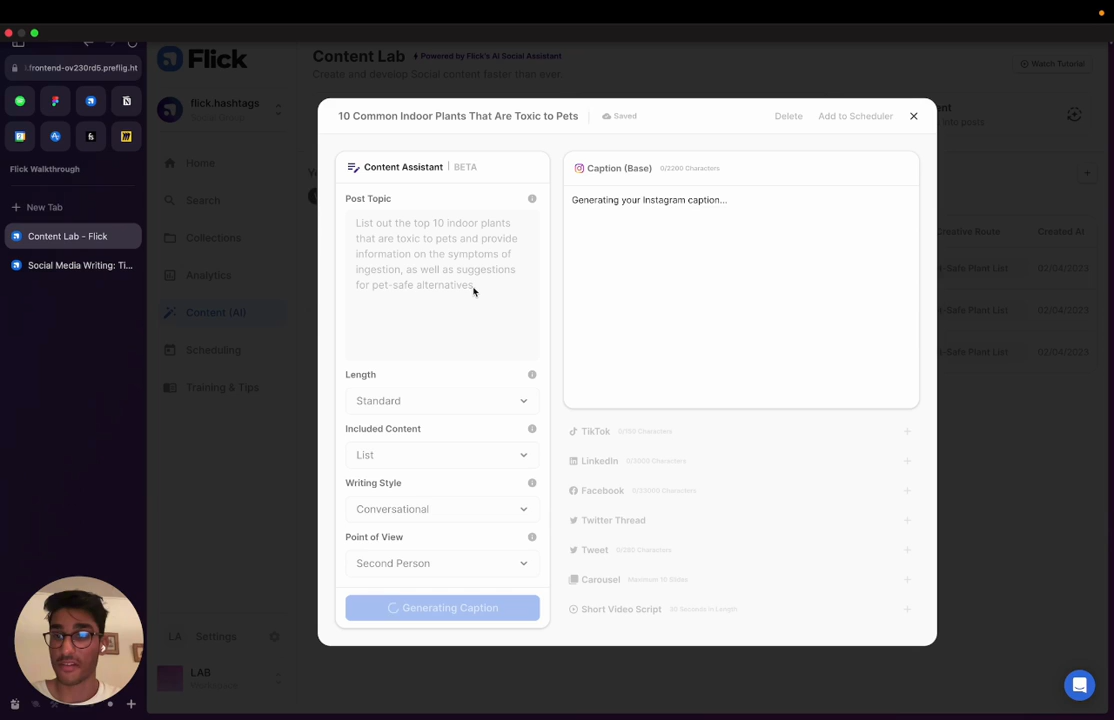 .frontend-ov230rd5.preflig.ht
Flick Walkthrough
New Tab
Content Lab - Flick
Social Media Writing: Ti...
Flick
flick.hashtags
Social Group
Home
Search
Collections
Analytics
Content (AI)
Scheduling
Training & Tips
LA
Settings
LAB
Workspace
Content Lab
Powered by Flick's AI Social Assistant
Create and develop Social content faster than ever.
Watch Tutorial
10 Common Indoor Plants That Are Toxic to Pets
Saved
Delete
Add to Scheduler
Content Assistant | BETA
Post Topic
List out the top 10 indoor plants
that are toxic to pets and provide
information on the symptoms of
ingestion, as well as suggestions
for pet-safe alternatives.
Length
Standard
Included Content
List
Writing Style
Conversational
Point of View
Second Person
Generating Caption
Caption (Base) 0/2200 Characters
Generating your Instagram caption...
TikTok 0/150 Characters
LinkedIn 0/3000 Characters
Facebook 0/33000 Characters
Twitter Thread
Tweet 0/280 Characters
Carousel Maximum 10 Slides
Short Video Script 30 Seconds in Length
ent
into posts
Creative Route
Created At
t-Safe Plant List
02/04/2023
t-Safe Plant List
02/04/2023
t-Safe Plant List
02/04/2023